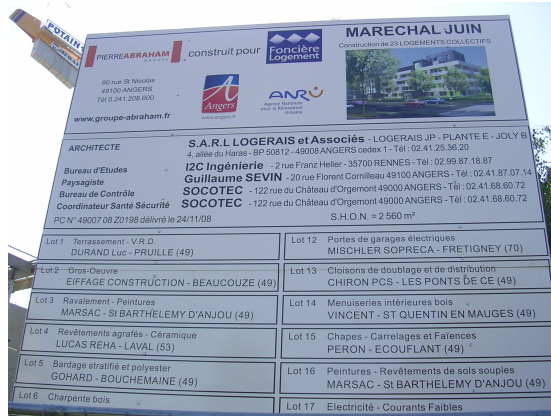 POTAIN
PIERREABRAHAM
GROUPE
construit pour
Foncière
Logement
MARECHAL JUIN
Construction de 23 LOGEMENTS COLLECTIFS
60 rue St Nicolas
49100 ANGERS
Tél 0.241.208.600
www.groupe-abraham.fr
Angers
www.angers.fr
ANRU
Agence Nationale
pour la Rénovation
Urbaine
ARCHITECTE
S.A.R.L LOGERAIS et Associés - LOGERAIS JP - PLANTE E - JOLY B
4, allée du Haras - BP 50812 - 49008 ANGERS cedex 1 - Tél : 02.41.25.36.20
Bureau d'Etudes I2C Ingénierie - 2 rue Franz Heller - 35700 RENNES - Tél : 02.99.87.18.87
Paysagiste Guillaume SEVIN - 20 rue Florent Cornilleau 49100 ANGERS - Tél : 02.41.87.07.14
Bureau de Contrôle SOCOTEC - 122 rue du Château d'Orgemont 49000 ANGERS - Tél : 02.41.68.60.72
Coordinateur Santé Sécurité SOCOTEC - 122 rue du Château d'Orgemont 49000 ANGERS - Tél : 02.41.68.60.72
PC N° 49007 08 Z0198 délivré le 24/11/08 S.H.O.N. = 2 560 m²
Lot 1 Terrassement - V.R.D.
DURAND Luc - PRUILLE (49)
Lot 2 Gros-Oeuvre
EIFFAGE CONSTRUCTION - BEAUCOUZE (49)
Lot 3 Ravalement - Peintures
MARSAC - St BARTHELEMY D'ANJOU (49)
Lot 4 Revêtements agrafés - Céramique
LUCAS REHA - LAVAL (53)
Lot 5 Bardage stratifié et polyester
GOHARD - BOUCHEMAINE (49)
Lot 6 Charpente bois
Lot 12 Portes de garages électriques
MISCHLER SOPRECA - FRETIGNEY (70)
Lot 13 Cloisons de doublage et de distribution
CHIRON PCS - LES PONTS DE CE (49)
Lot 14 Menuiseries intérieures bois
VINCENT - ST QUENTIN EN MAUGES (49)
Lot 15 Chapes - Carrelages et Faïences
PERON - ECOUFLANT (49)
Lot 16 Peintures - Revêtements de sols souples
MARSAC - St BARTHELEMY D'ANJOU (49)
Lot 17 Electricité - Courants Faibles